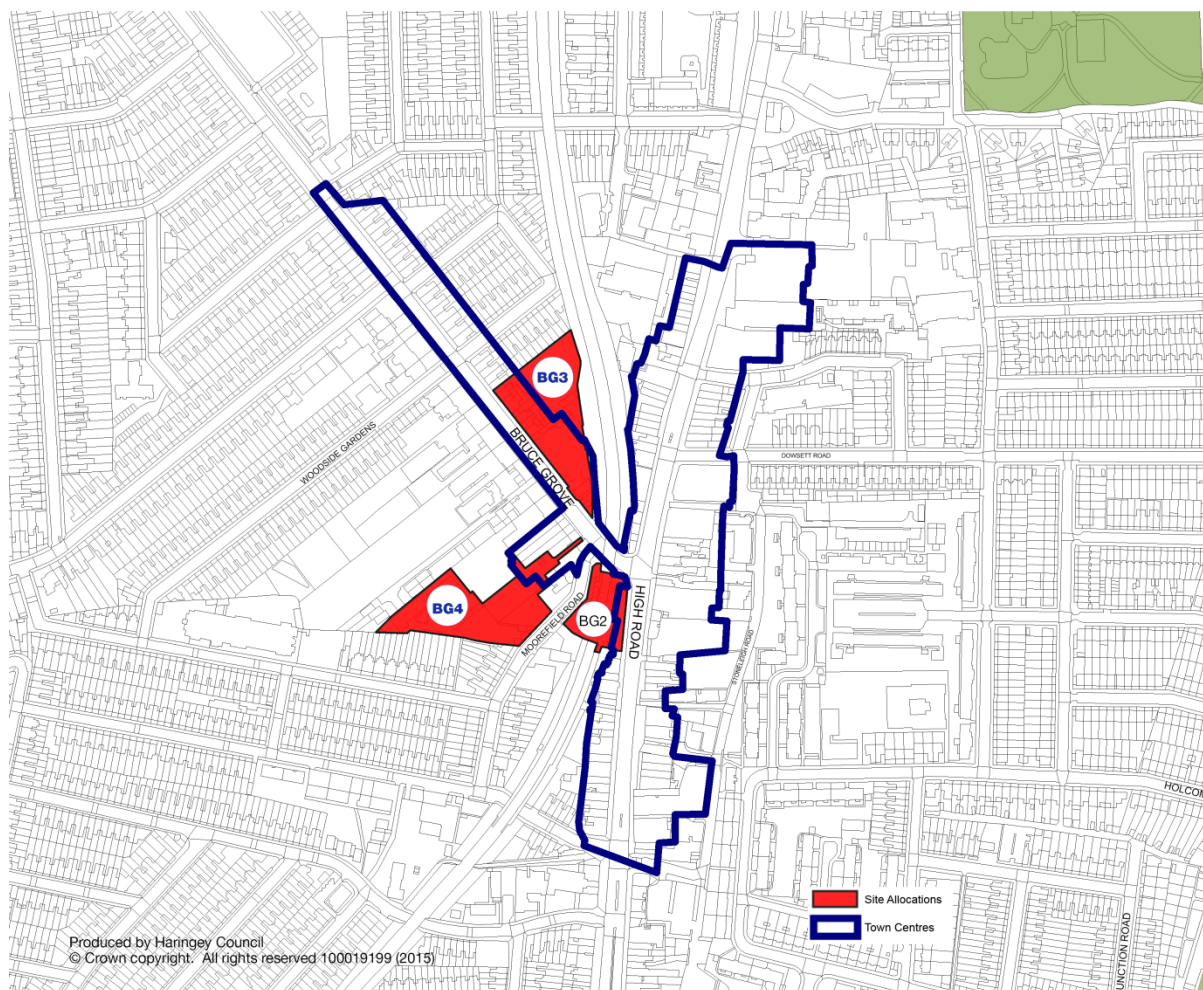 BG3
BRUCE GROVE
WOODSIDE GARDENS
DOWSETT ROAD
BG4
MOOREFIELD ROAD
BG2
HIGH ROAD
STONELEIGH ROAD
HOLCOM
Site Allocations
Town Centres
UNCTION ROAD
Produced by Haringey Council
© Crown copyright. All rights reserved 100019199 (2015)